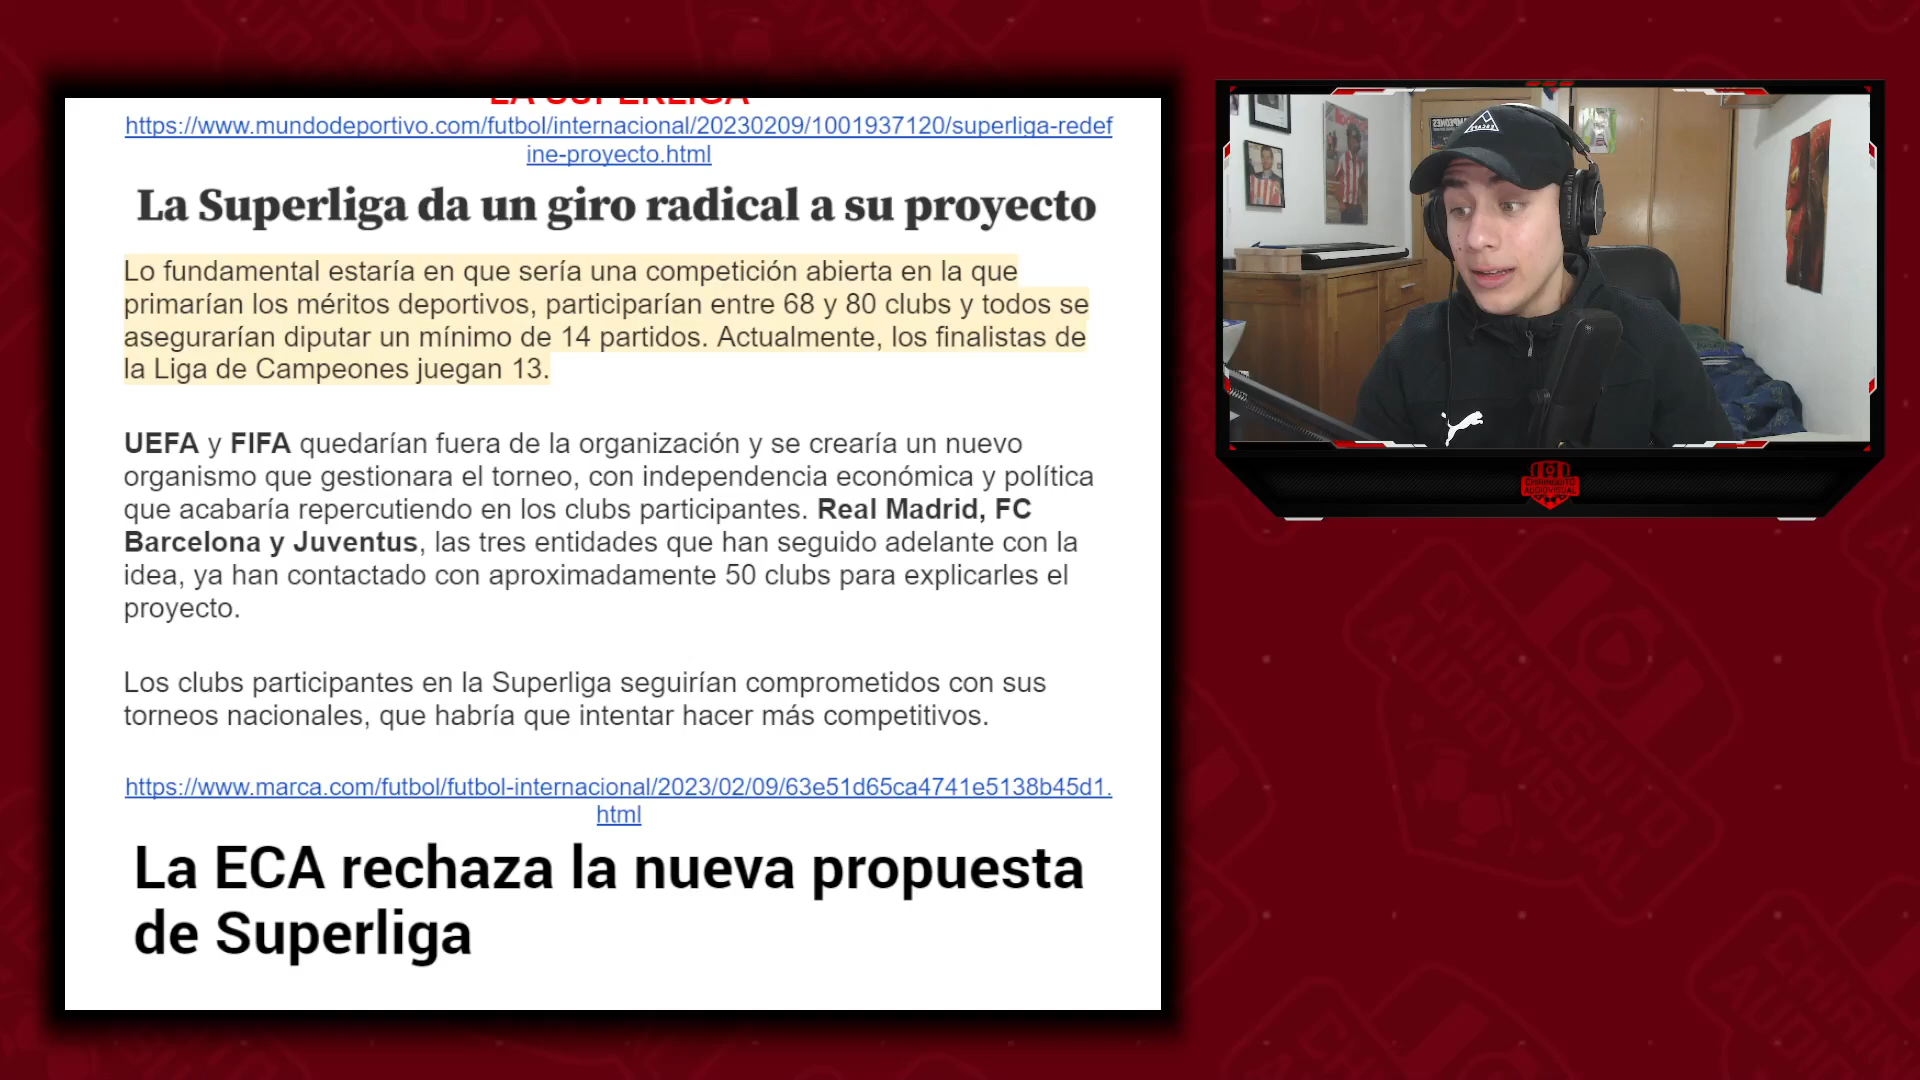 LA SUPERLIGA
https://www.mundodeportivo.com/futbol/internacional/20230209/1001937120/superliga-redef
ine-proyecto.html
La Superliga da un giro radical a su proyecto
Lo fundamental estaría en que sería una competición abierta en la que
primarían los méritos deportivos, participarían entre 68 y 80 clubs y todos se
asegurarían diputar un mínimo de 14 partidos. Actualmente, los finalistas de
la Liga de Campeones juegan 13.
UEFA y FIFA quedarían fuera de la organización y se crearía un nuevo
organismo que gestionara el torneo, con independencia económica y política
que acabaría repercutiendo en los clubs participantes. Real Madrid, FC
Barcelona y Juventus, las tres entidades que han seguido adelante con la
idea, ya han contactado con aproximadamente 50 clubs para explicarles el
proyecto.
Los clubs participantes en la Superliga seguirían comprometidos con sus
torneos nacionales, que habría que intentar hacer más competitivos.
https://www.marca.com/futbol/futbol-internacional/2023/02/09/63e51d65ca4741e5138b45d1.
html
La ECA rechaza la nueva propuesta
de Superliga
CHIRINGUITO
AUDIOVISUAL
CHIRINGUITO
AUDIOVISUAL